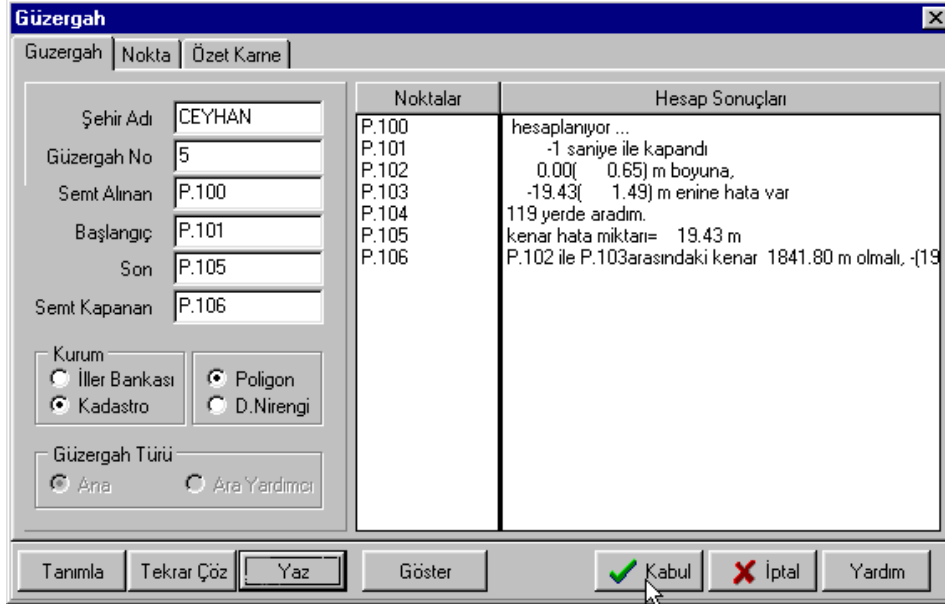 Güzergah
Guzergah Nokta Özet Karne
Şehir Adı CEYHAN
Güzergah No 5
Semt Alınan P.100
Başlangıç P.101
Son P.105
Semt Kapanan P.106
Kurum
İller Bankası
Kadastro
Poligon
D.Nirengi
Güzergah Türü
Ana Ara Yardımcı
Noktalar Hesap Sonuçları
P.100 hesaplanıyor ...
P.101 -1 saniye ile kapandı
P.102 0.00( 0.65) m boyuna,
P.103 -19.43( 1.49) m enine hata var
P.104 119 yerde aradım.
P.105 kenar hata miktarı= 19.43 m
P.106 P.102 ile P.103arasındaki kenar 1841.80 m olmalı, -(19
Tanımla Tekrar Çöz Yaz Göster Kabul İptal Yardım